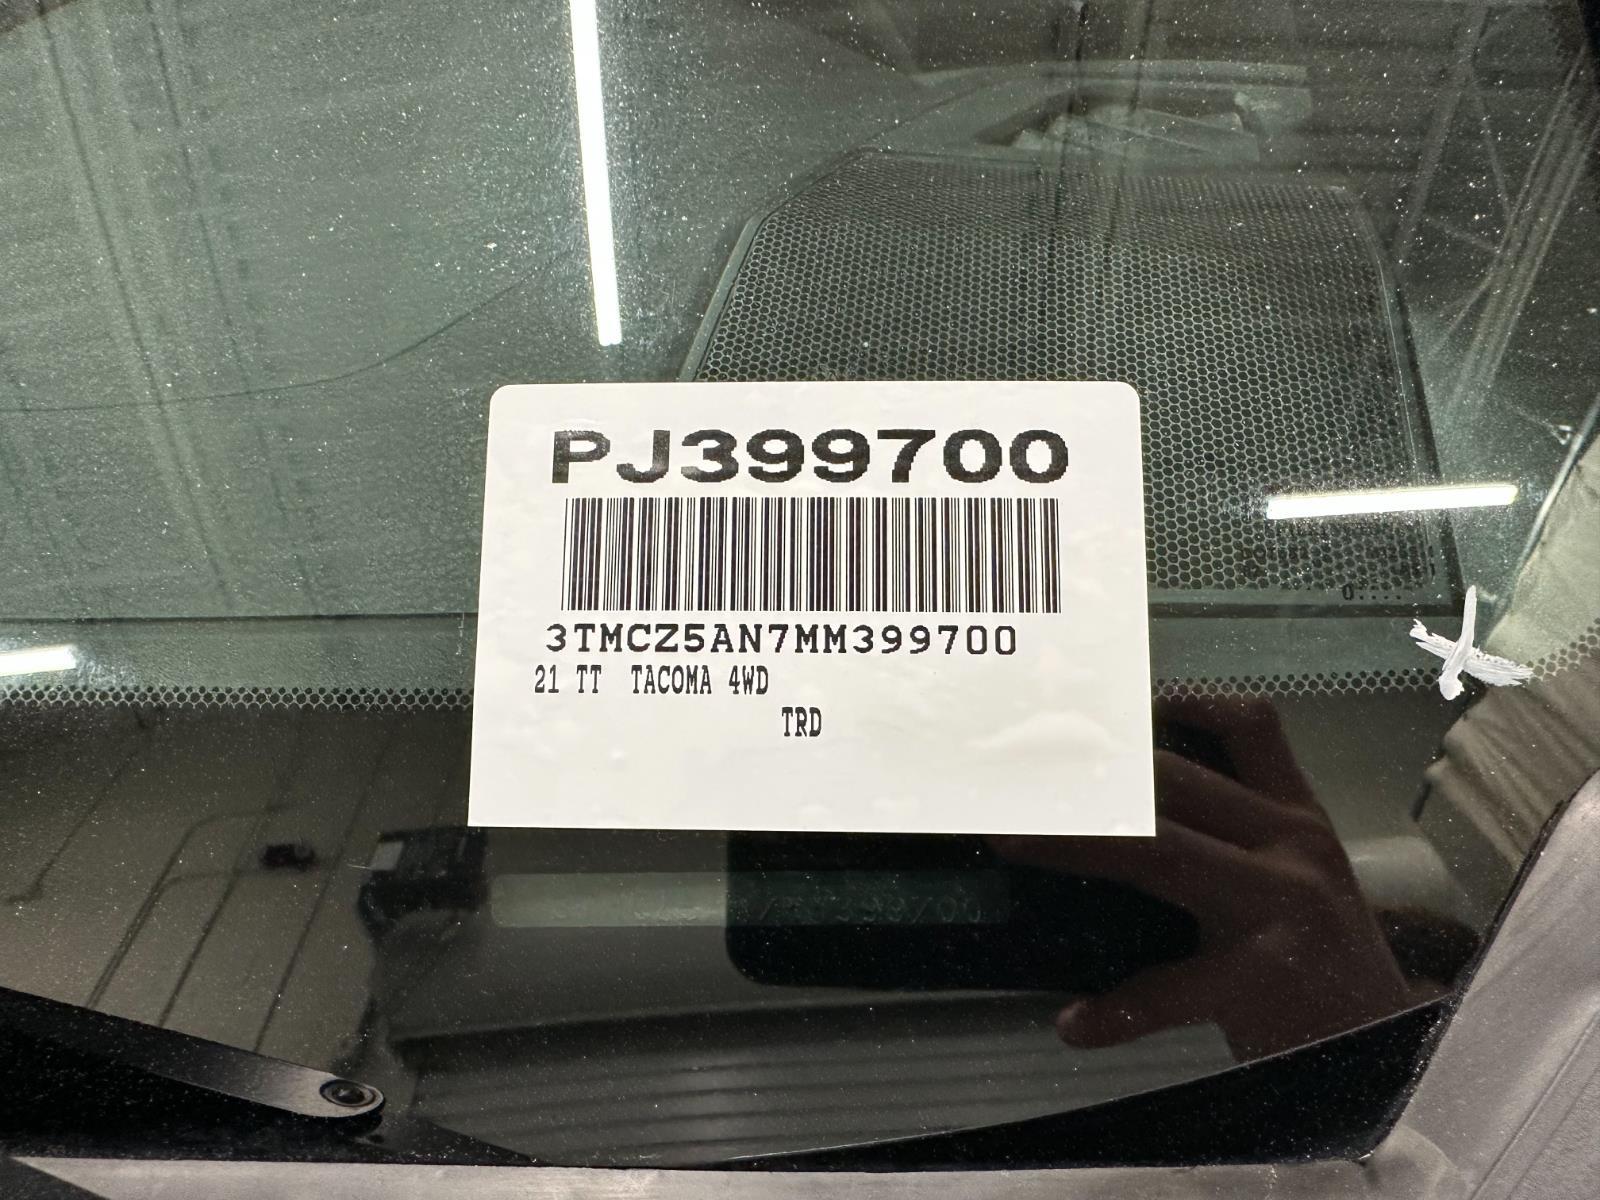 PJ399700
3TMCZ5AN7MM399700
21 TT TACOMA 4WD
TRD